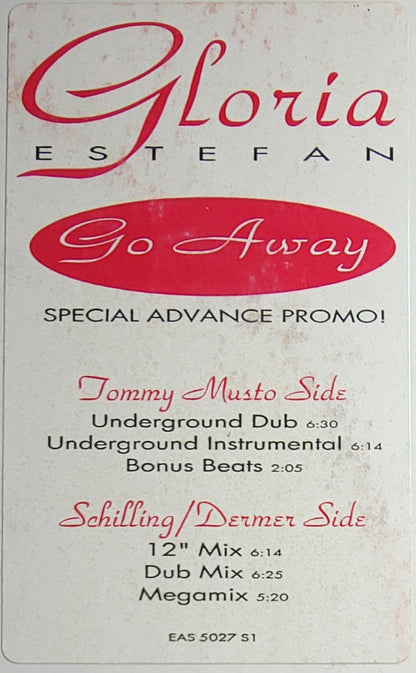 Gloria
ESTEFAN
Go Away
SPECIAL ADVANCE PROMO!
Tommy Musto Side
Underground Dub 6:30
Underground Instrumental 6:14
Bonus Beats 2:05
Schilling/Dermer Side
12" Mix 6:14
Dub Mix 6:25
Megamix 5:20
EAS 5027 S1